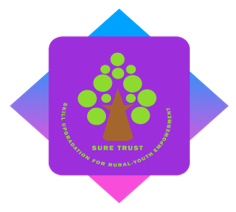 SURE TRUST
SKILL UPGRADATION FOR RURAL-YOUTH EMPOWERMENT